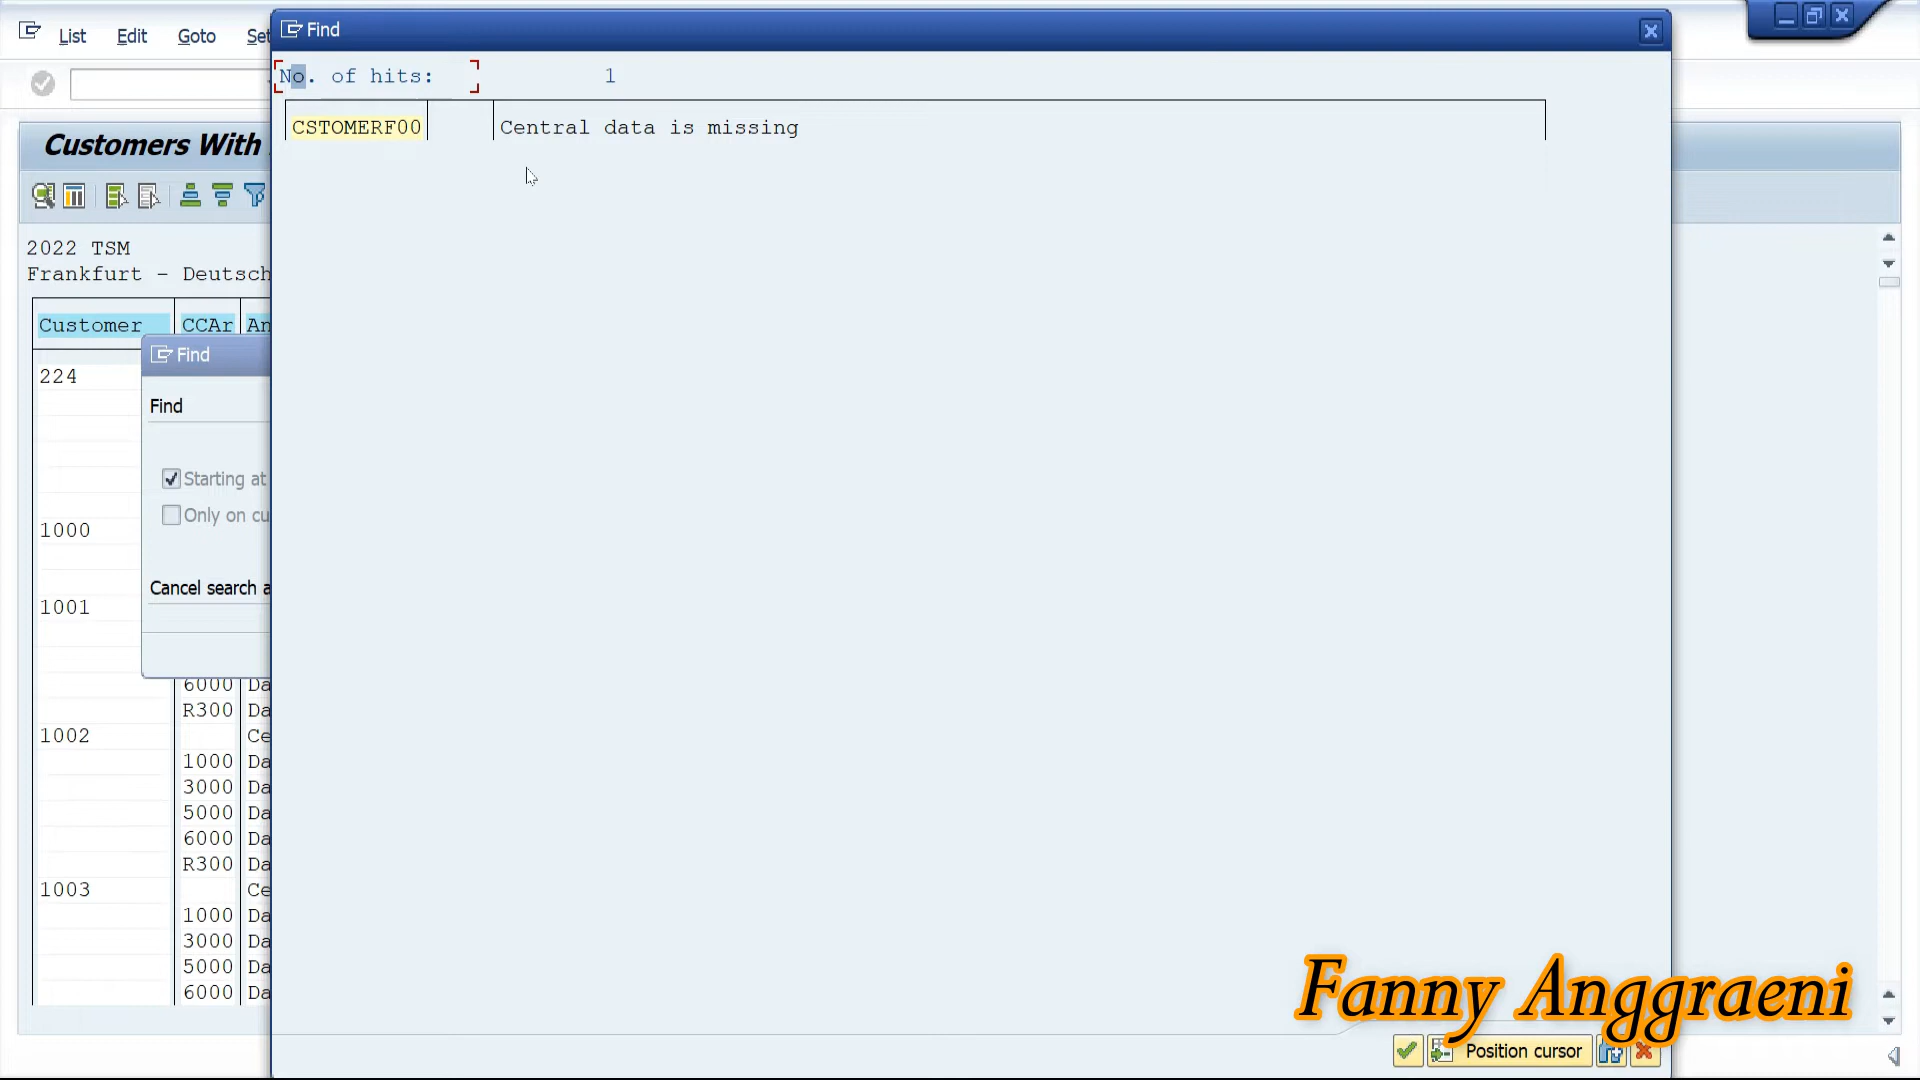 List Edit Goto Set
Find
No. of hits: 1
CSTOMERF00 Central data is missing
Customers With
2022 TSM
Frankfurt - Deutsch
Customer CCAr An
Find
224
Find
Starting at
Only on cu
1000
Cancel search a
1001
6000 Da
R300 Da
1002 Ce
1000 Da
3000 Da
5000 Da
6000 Da
R300 Da
1003 Ce
1000 Da
3000 Da
5000 Da
6000 Da
Fanny Anggraeni
Position cursor